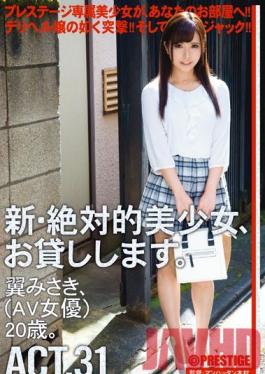 プレステージ専属美少女が、あなたのお部屋へ!!
デリヘル嬢の如く突撃!!そして
ジャック!!
新・絶対的美少女、
お貸しします。
翼みさき、
(AV女優)
20歳。
ACT.31
JAVHD
PRESTIGE